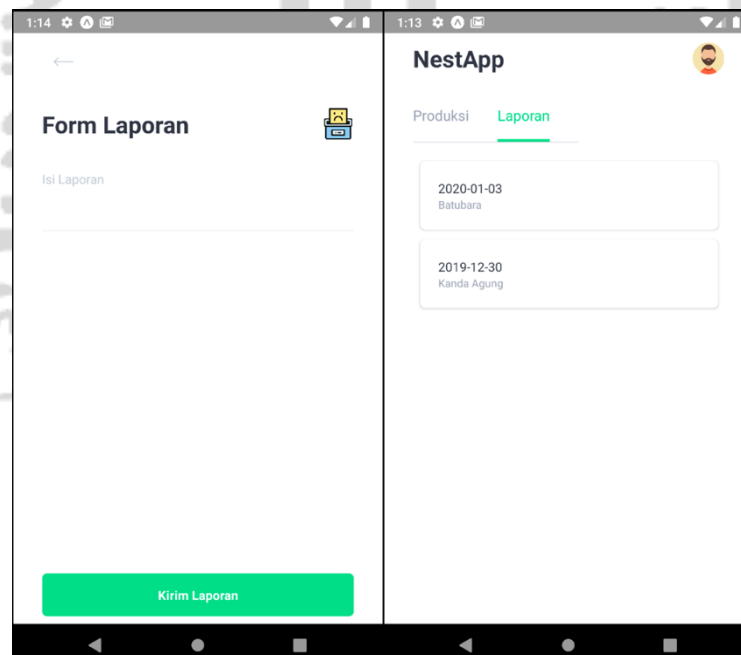 1:14
Form Laporan
Isi Laporan
Kirim Laporan
1:13
NestApp
Produksi Laporan
2020-01-03
Batubara
2019-12-30
Kanda Agung